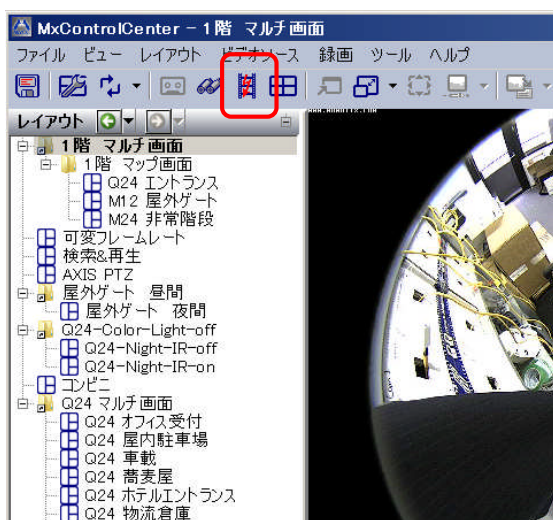 MxControlCenter - 1階 マルチ画面
ファイル ビュー レイアウト ビデオソース 録画 ツール ヘルプ
レイアウト
1階 マルチ画面
1階 マップ画面
Q24 エントランス
M12 屋外ゲート
M24 非常階段
可変フレームレート
検索&再生
AXIS PTZ
屋外ゲート 昼間
屋外ゲート 夜間
Q24-Color-Light-off
Q24-Night-IR-off
Q24-Night-IR-on
コンビニ
Q24 マルチ画面
Q24 オフィス受付
Q24 屋内駐車場
Q24 車載
Q24 蕎麦屋
Q24 ホテルエントランス
Q24 物流倉庫